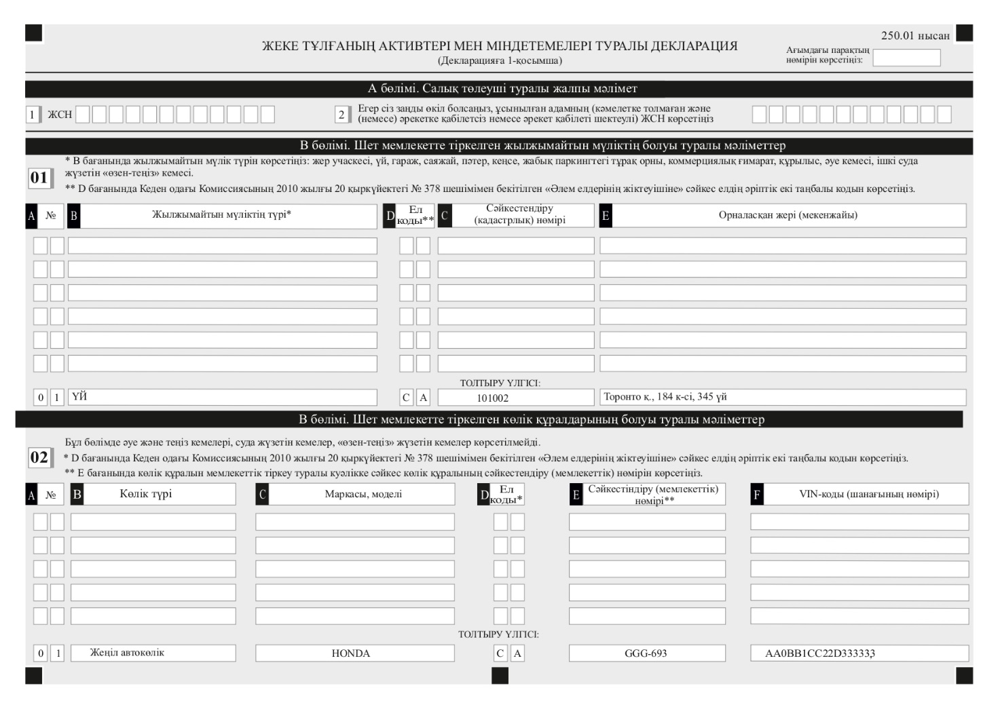 250.01 нысан
ЖЕКЕ ТҰЛҒАНЫҢ АКТИВТЕРІ МЕН МІНДЕТЕМЕЛЕРІ ТУРАЛЫ ДЕКЛАРАЦИЯ
(Декларацияға 1-қосымша)
Ағымдағы парақтың
нөмірін көрсетіңіз:
А бөлімі. Салық төлеуші туралы жалпы мәлімет
1 ЖСН
2 Егер сіз заңды өкіл болсаңыз, ұсынылған адамның (кәмелетке толмаған және
(немесе) әрекетке қабілетсіз немесе әрекет қабілеті шектеулі) ЖСН көрсетіңіз
В бөлімі. Шет мемлекетте тіркелген жылжымайтын мүліктің болуы туралы мәліметтер
01
* В бағанында жылжымайтын мүлік түрін көрсетіңіз: жер учаскесі, үй, гараж, саяжай, пәтер, кеңсе, жабық паркингтегі тұрақ орны, коммерциялық ғимарат, құрылыс, әуе кемесі, ішкі суда
жүзетін «өзен-теңіз» кемесі.
** D бағанында Кеден одағы Комиссиясының 2010 жылғы 20 қыркүйектегі № 378 шешімімен бекітілген «Әлем елдерінің жіктеуішіне» сәйкес елдің әріптік екі таңбалы кодын көрсетіңіз.
A № B Жылжымайтын мүліктің түрі* D Ел коды** C Сәйкестендіру (кадастрлық) нөмірі E Орналасқан жері (мекенжайы)
ТОЛТЫРУ ҮЛГІСІ:
0 1 ҮЙ C A 101002 Торонто қ., 184 к-сі, 345 үй
В бөлімі. Шет мемлекетте тіркелген көлік құралдарының болуы туралы мәліметтер
02
Бұл бөлімде әуе және теңіз кемелері, суда жүзетін кемелер, «өзен-теңіз» жүзетін кемелер көрсетілмейді.
* D бағанында Кеден одағы Комиссиясының 2010 жылғы 20 қыркүйектегі № 378 шешімімен бекітілген «Әлем елдерінің жіктеуішіне» сәйкес елдің әріптік екі таңбалы кодын көрсетіңіз.
** Е бағанында көлік құралын мемлекеттік тіркеу туралы куәлікке сәйкес көлік құралының сәйкестендіру (мемлекеттік) нөмірін көрсетіңіз.
A № B Көлік түрі C Маркасы, моделі D Ел коды* E Сәйкестіндіру (мемлекеттік) нөмірі** F VIN-коды (шанағының нөмірі)
ТОЛТЫРУ ҮЛГІСІ:
0 1 Жеңіл автокөлік HONDA C A GGG-693 AA0BB1CC22D333333